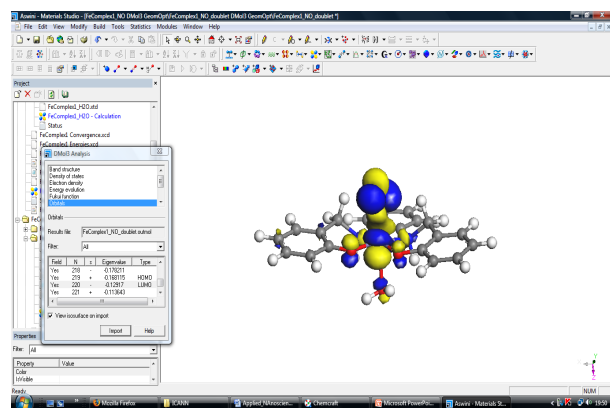 Aswini - Materials Studio - [FeComplex1_NO DMol3 GeomOpt\FeComplex1_NO_doublet DMol3 GeomOpt\FeComplex1_NO_doublet *]
File Edit View Modify Build Tools Statistics Modules Window Help
Project
FeComplex1_H2O.xtd
FeComplex1_H2O - Calculation
Status
FeComplex1 Convergence.xcd
FeComplex1 Energies.xcd
DMol3 Analysis
Band structure
Density of states
Electron density
Energy evolution
Fukui function
Orbitals
Orbitals
Results file: FeComplex1_NO_doublet.outmol
Filter: All
Field N s Eigenvalue Type
Yes 218 - -0.178211
Yes 219 + -0.168115 HOMO
Yes 220 - -0.12917 LUMO
Yes 221 + -0.113643
View isosurface on import
Import Help
Properties
Filter: All
Property Value
Color
IsVisible
Ready
NUM
Mozilla Firefox ICANN Applied_NAnoscien... Chemcraft Microsoft PowerPoi... Aswini - Materials St... 19:50